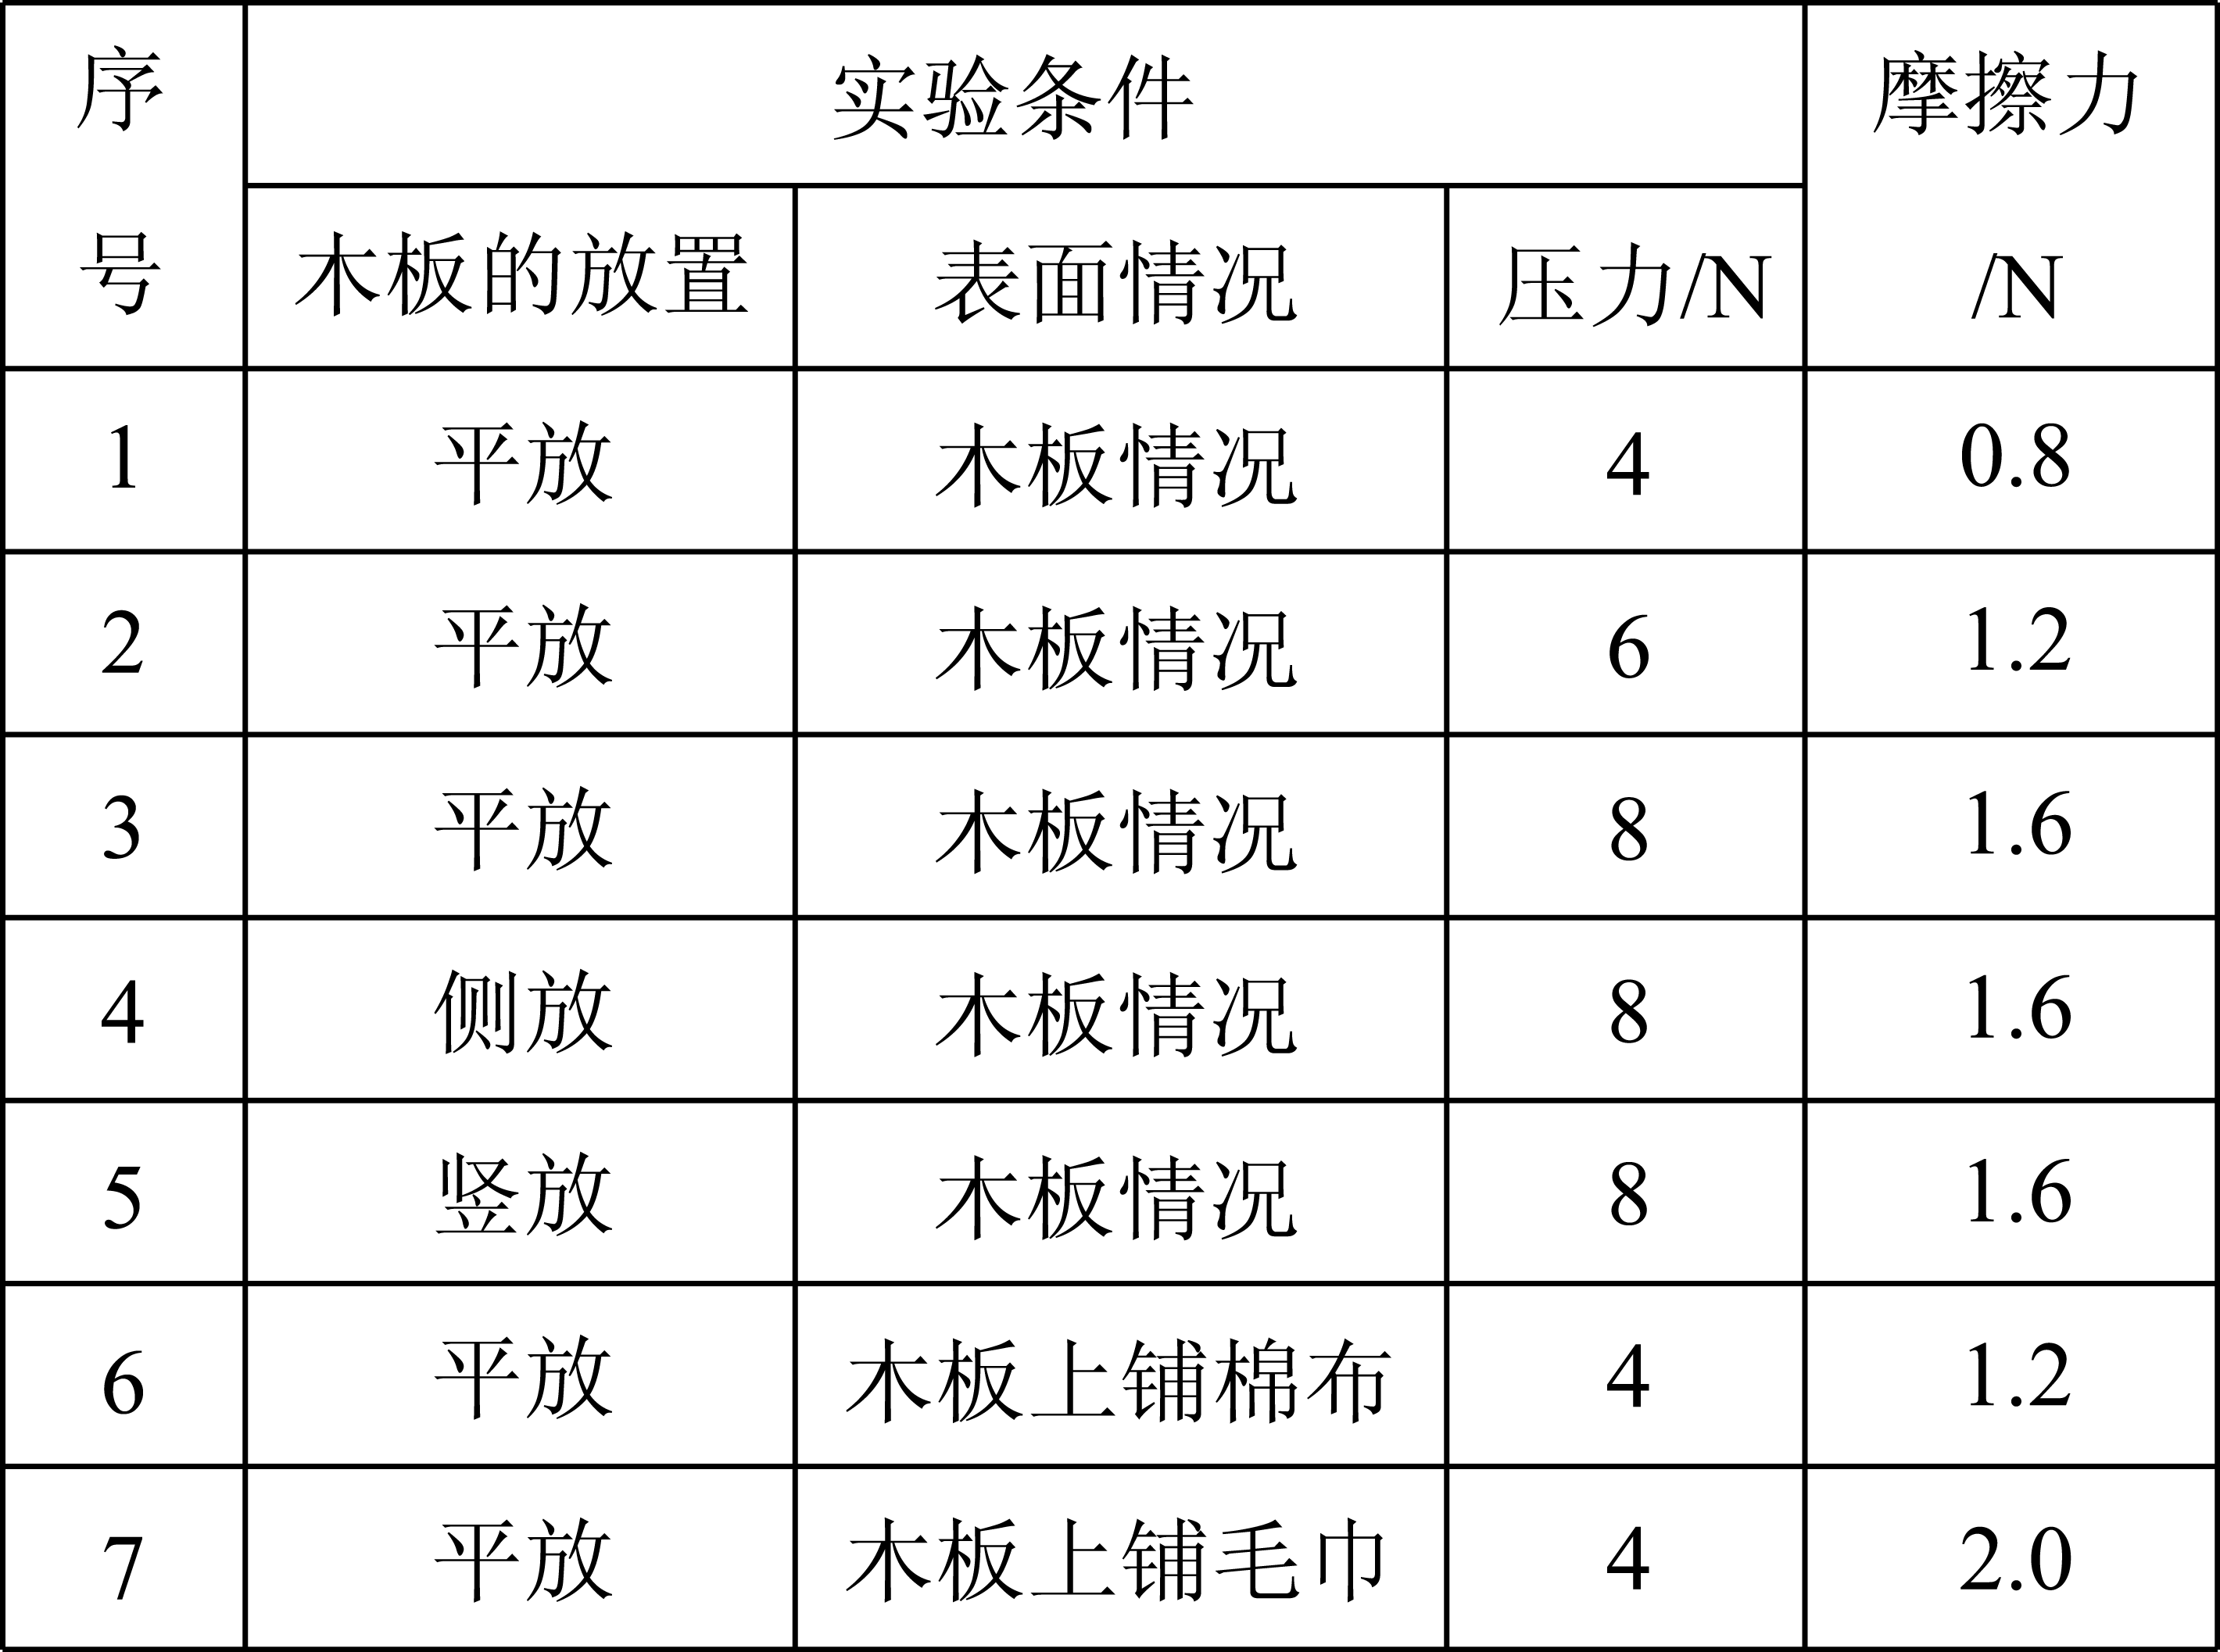 序号 实验条件 摩擦力/N
木板的放置 表面情况 压力/N
1 平放 木板情况 4 0.8
2 平放 木板情况 6 1.2
3 平放 木板情况 8 1.6
4 侧放 木板情况 8 1.6
5 竖放 木板情况 8 1.6
6 平放 木板上铺棉布 4 1.2
7 平放 木板上铺毛巾 4 2.0